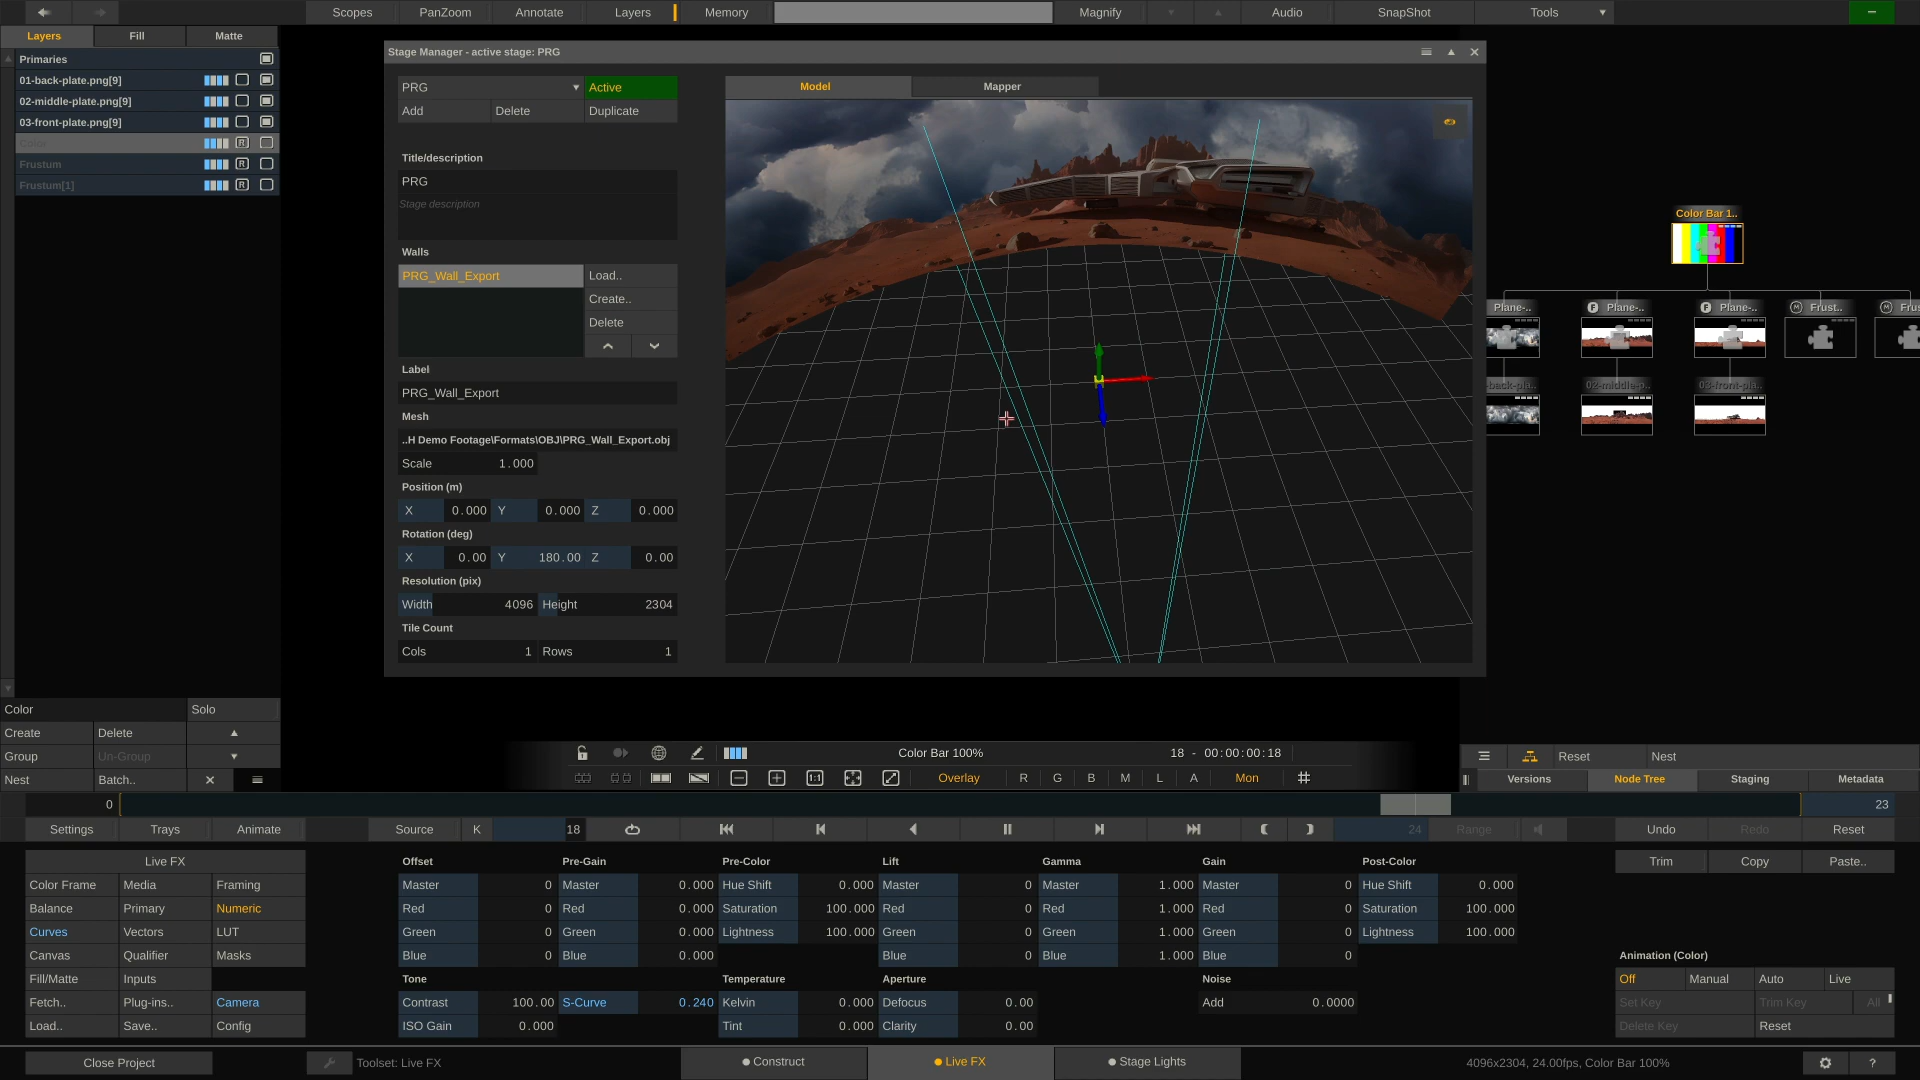 Scopes PanZoom Annotate Layers Memory Magnify Audio SnapShot Tools
Layers Fill Matte
Primaries
01-back-plate.png[9]
02-middle-plate.png[9]
03-front-plate.png[9]
Color R
Frustum R
Frustum[1] R
Stage Manager - active stage: PRG
PRG Active
Add Delete Duplicate
Title/description
PRG
Stage description
Walls
PRG_Wall_Export Load..
Create..
Delete
Label
PRG_Wall_Export
Mesh
..H Demo Footage\Formats\OBJ\PRG_Wall_Export.obj
Scale 1.000
Position (m)
X 0.000 Y 0.000 Z 0.000
Rotation (deg)
X 0.00 Y 180.00 Z 0.00
Resolution (pix)
Width 4096 Height 2304
Tile Count
Cols 1 Rows 1
Model Mapper
Color Bar 1..
Plane-.. F Plane-.. F Plane-.. M Frust.. M Frus
-back-pla.. 02-middle-p.. 03-front-pla..
Color Solo
Create Delete
Group Un-Group
Nest Batch..
Color Bar 100% 18 - 00:00:00:18
1:1 Overlay R G B M L A Mon
Reset Nest
Versions Node Tree Staging Metadata
0 23
Settings Trays Animate Source K 18 24 Range Undo Redo Reset
Live FX
Color Frame Media Framing
Balance Primary Numeric
Curves Vectors LUT
Canvas Qualifier Masks
Fill/Matte Inputs
Fetch.. Plug-ins.. Camera
Load.. Save.. Config
Offset Pre-Gain Pre-Color Lift Gamma Gain Post-Color
Master 0 Master 0.000 Hue Shift 0.000 Master 0 Master 1.000 Master 0 Hue Shift 0.000
Red 0 Red 0.000 Saturation 100.000 Red 0 Red 1.000 Red 0 Saturation 100.000
Green 0 Green 0.000 Lightness 100.000 Green 0 Green 1.000 Green 0 Lightness 100.000
Blue 0 Blue 0.000 Blue 0 Blue 1.000 Blue 0
Tone Temperature Aperture Noise
Contrast 100.00 S-Curve 0.240 Kelvin 0.000 Defocus 0.00 Add 0.0000
ISO Gain 0.000 Tint 0.000 Clarity 0.00
Trim Copy Paste..
Animation (Color)
Off Manual Auto Live
Set Key Trim Key All
Delete Key Reset
Close Project Toolset: Live FX Construct Live FX Stage Lights 4096x2304, 24.00fps, Color Bar 100% ?